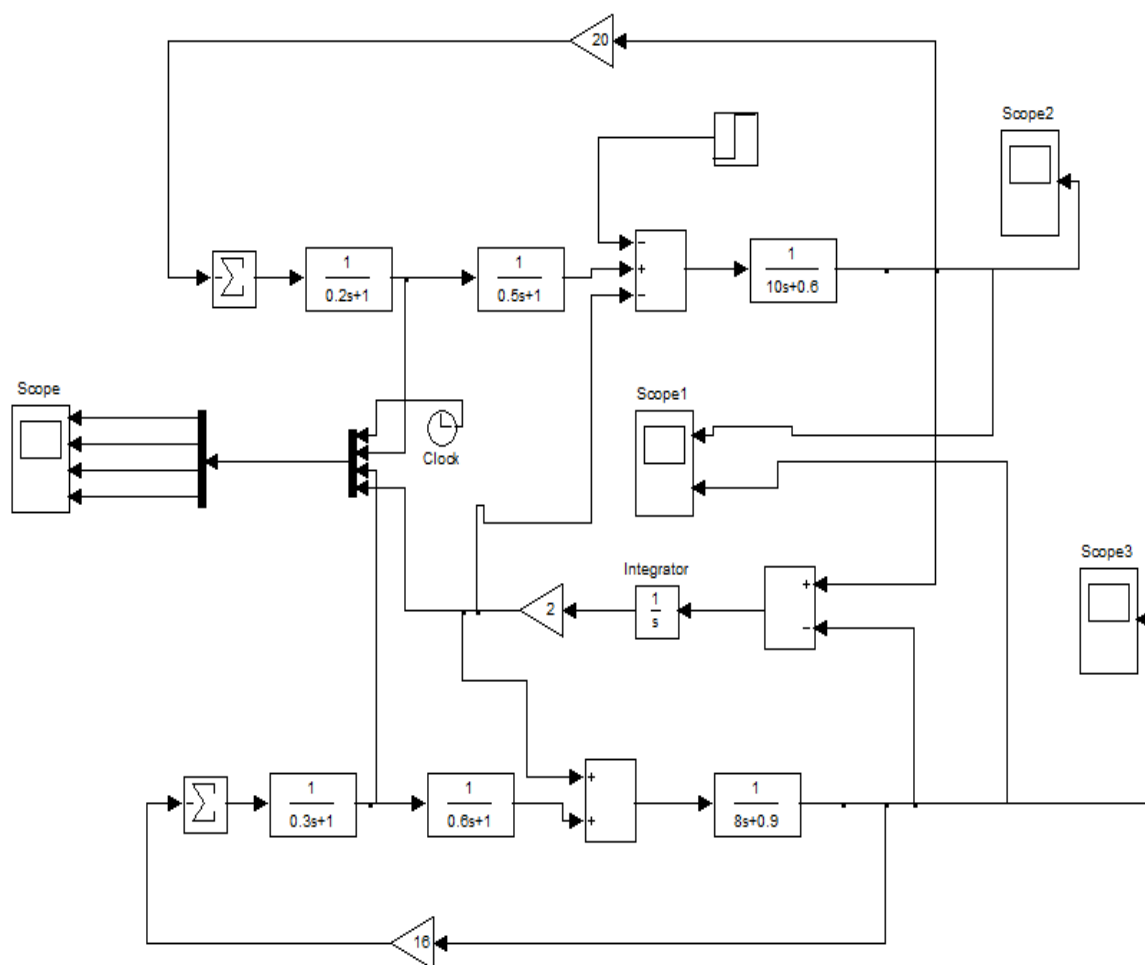 20
Scope2
−
+
−
−
1
0.2s+1
1
0.5s+1
1
10s+0.6
Scope
Scope1
Clock
Scope3
Integrator
2
1
s
+
−
+
+
−
1
0.3s+1
1
0.6s+1
1
8s+0.9
16